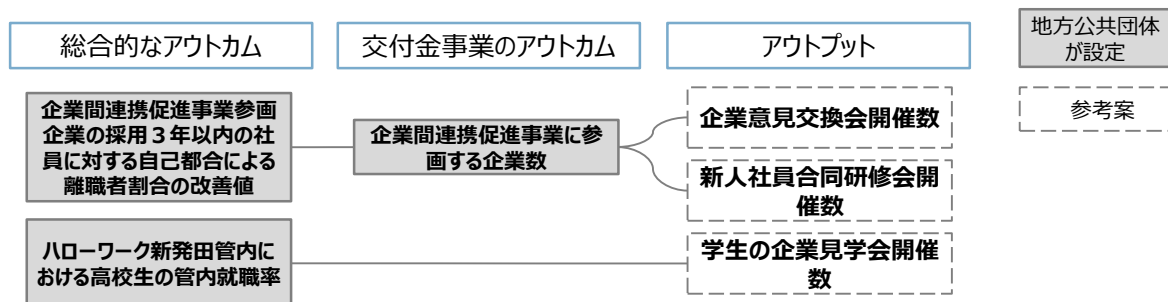 総合的なアウトカム
交付金事業のアウトカム
アウトプット
地方公共団体
が設定
参考案
企業間連携促進事業参画
企業の採用３年以内の社
員に対する自己都合による
離職者割合の改善値
企業間連携促進事業に参
画する企業数
企業意見交換会開催数
新人社員合同研修会開
催数
ハローワーク新発田管内に
おける高校生の管内就職率
学生の企業見学会開催
数